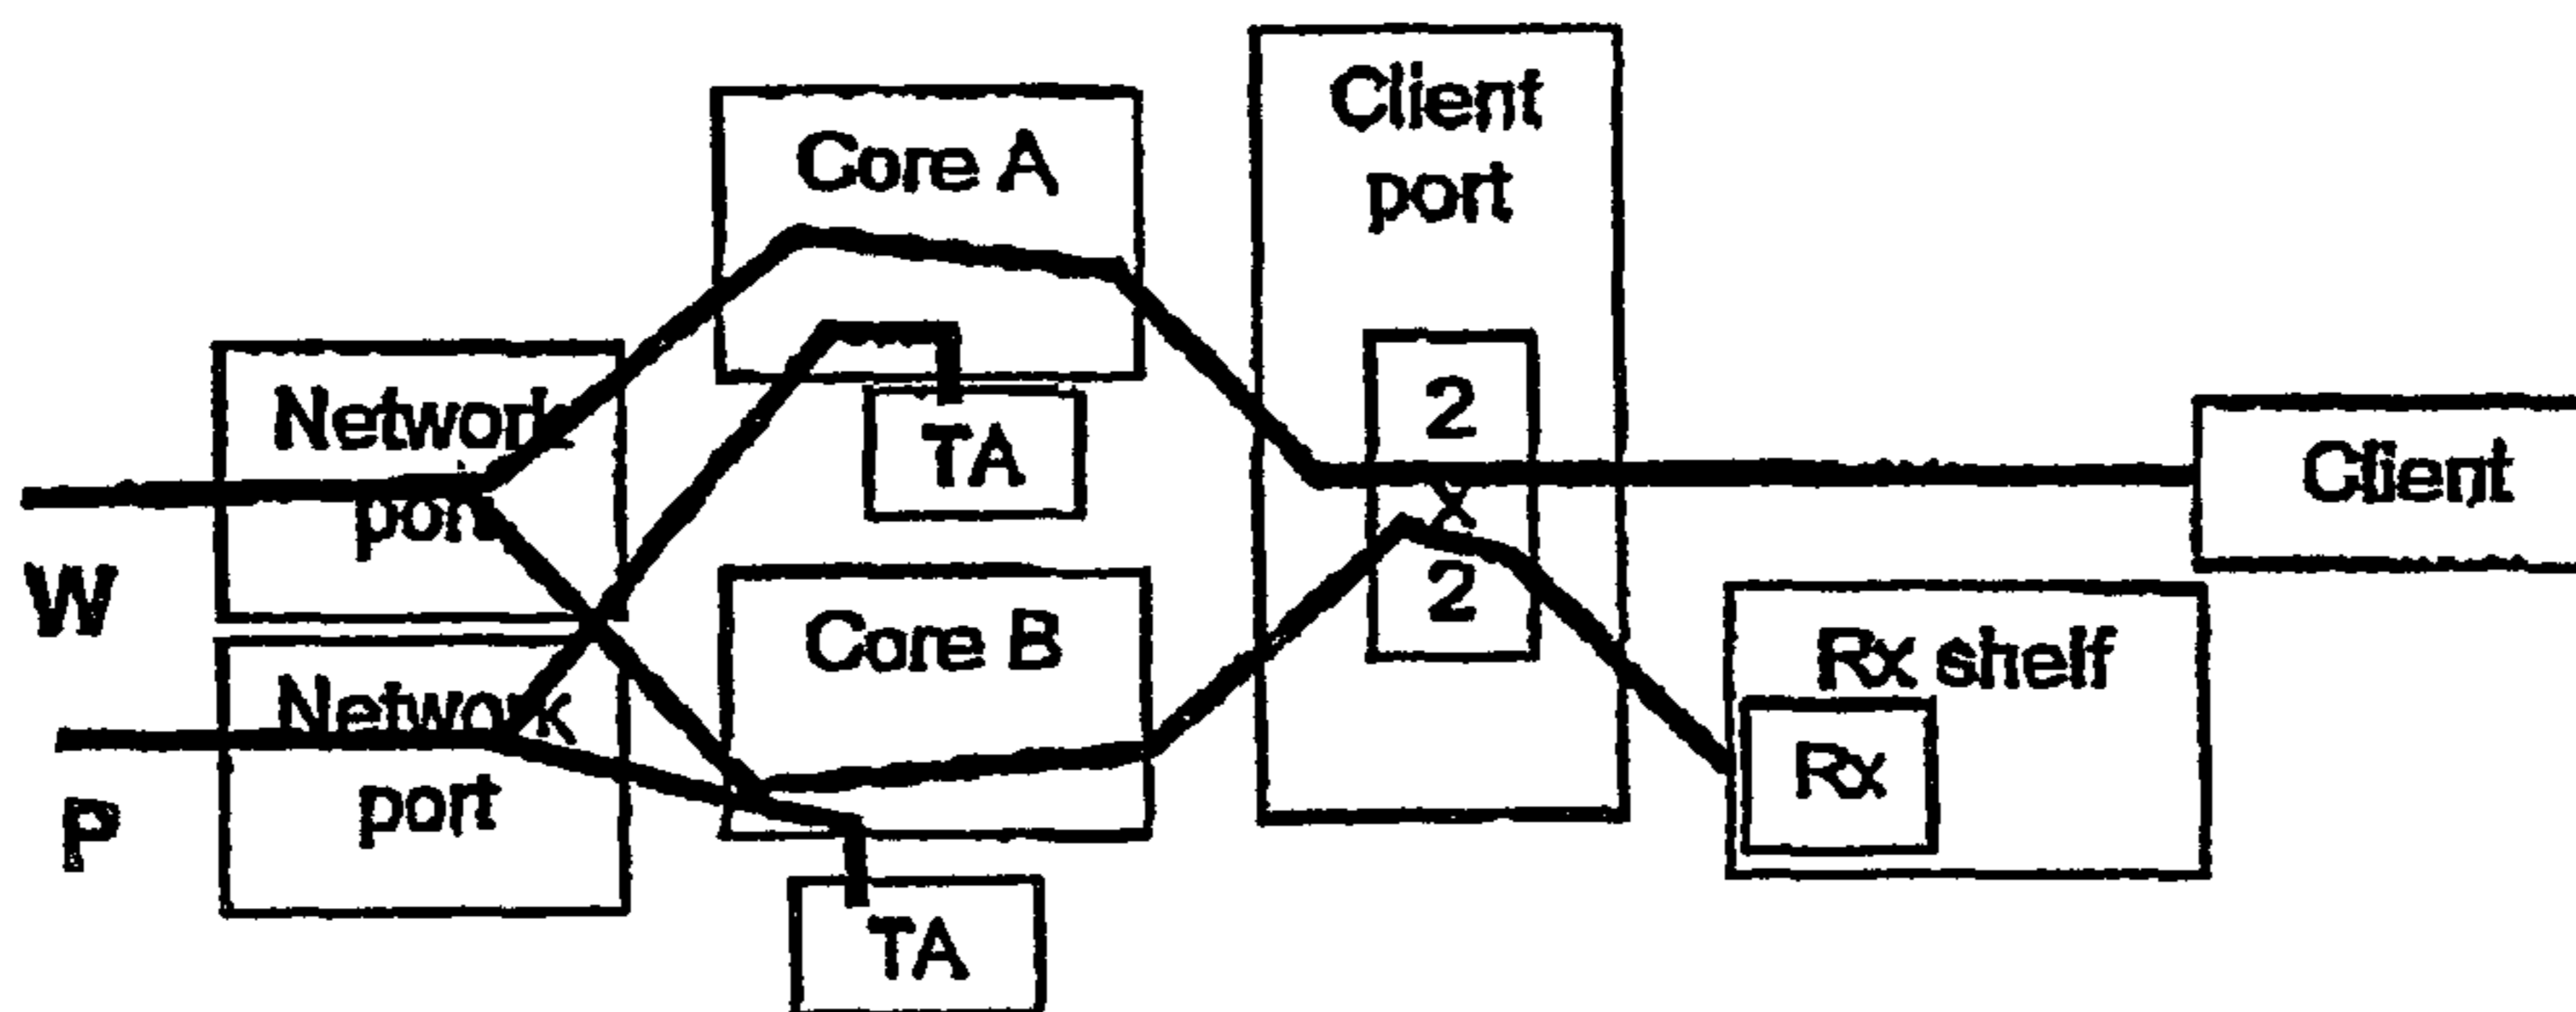 Core A
Client
port
Network
port
TA
2
x
2
Client
W
Core B
Rx shelf
Network
port
Rx
P
TA